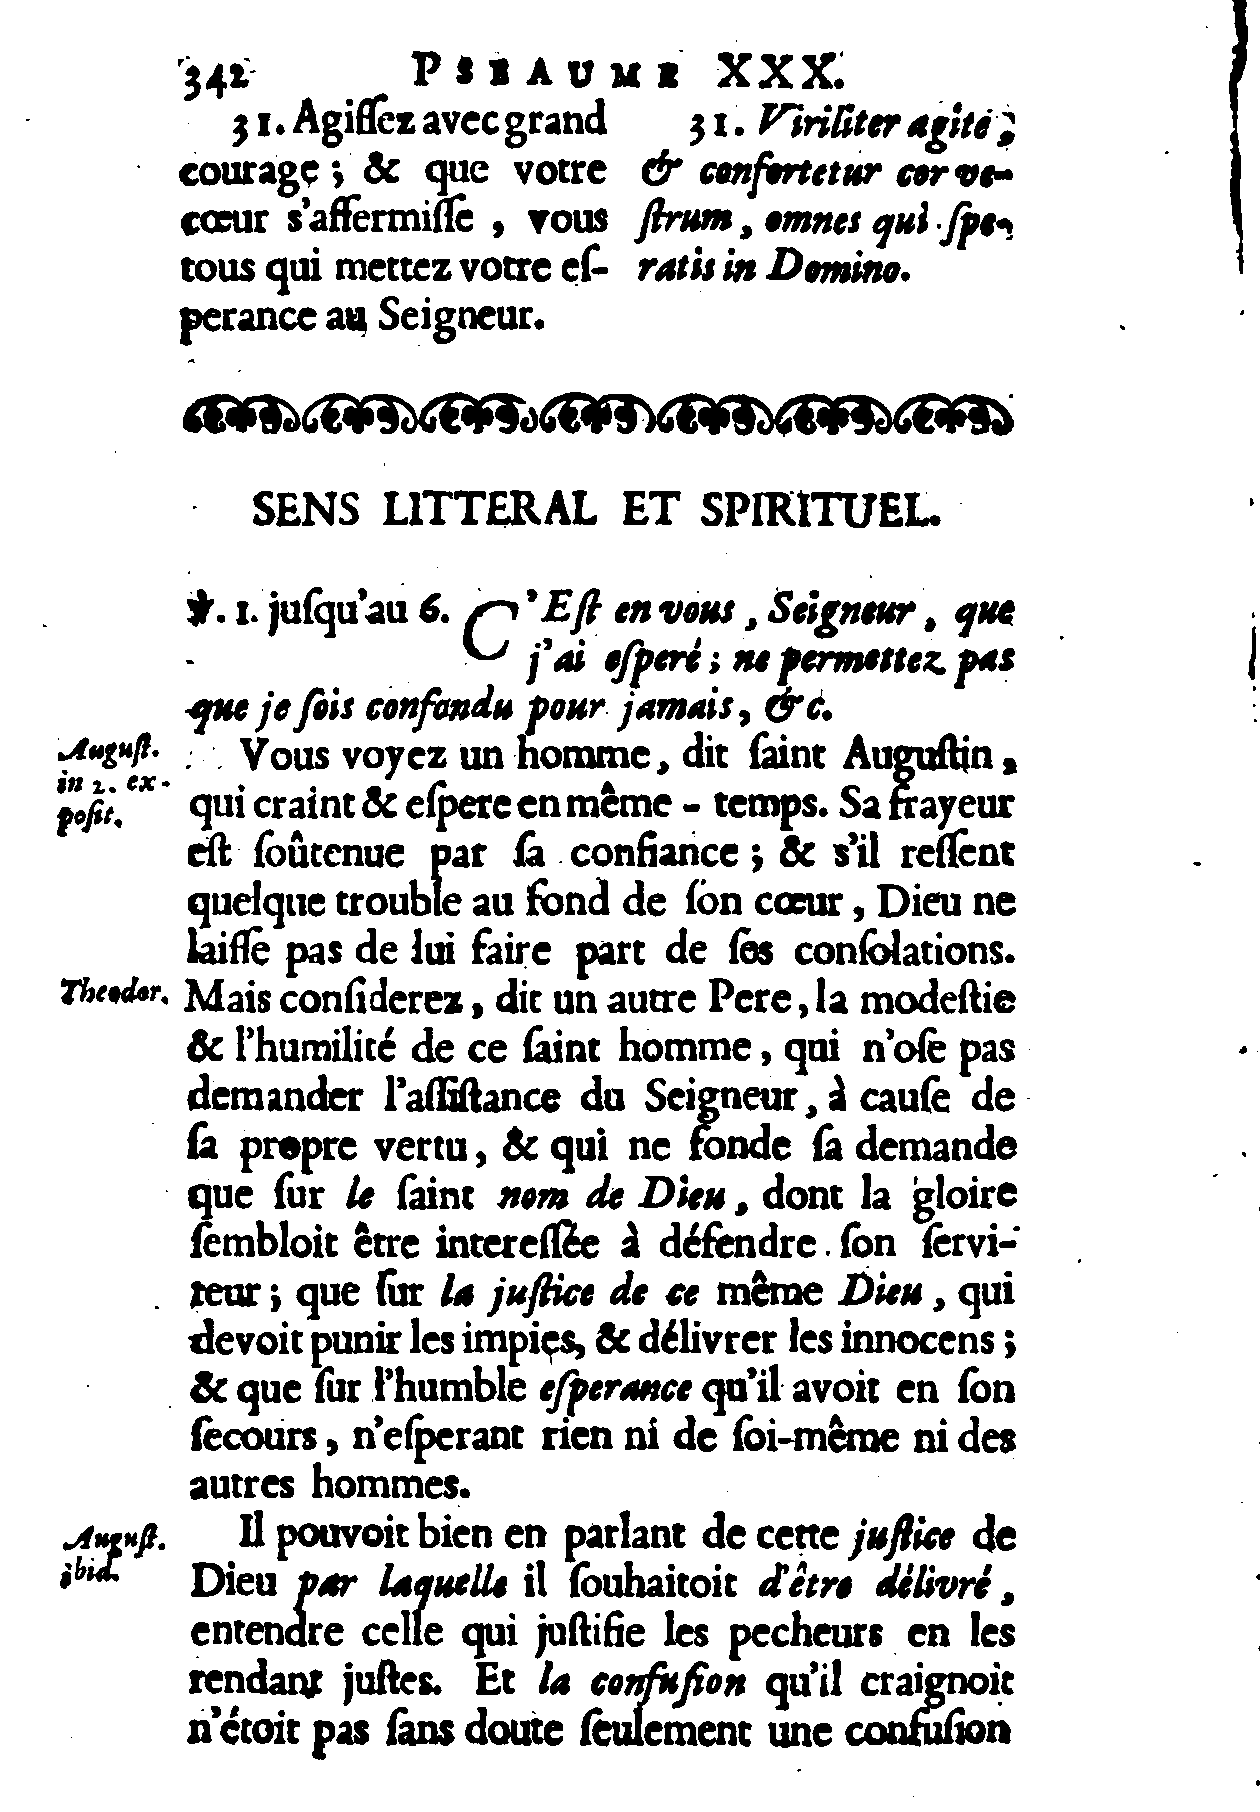 342 PSEAUME XXX.
31. Agiſſez avec grand
courage ; & que votre
cœur s'affermiſſe , vous
tous qui mettez votre eſ-
perance au Seigneur.
31. Viriliter agite ,
& confortetur cor ve-
ſtrum , omnes qui ſpe-
ratis in Domino.
SENS LITTERAL ET SPIRITUEL.
℣. 1. juſqu'au 6. C'Eſt en vous , Seigneur , que
j'ai eſperé ; ne permettez pas
que je ſois confondu pour jamais, &c.
Auguſt.
in 2. ex-
poſit.
Vous voyez un homme, dit ſaint Auguſtin,
qui craint & eſpere en même - temps. Sa frayeur
eſt ſoûtenue par ſa confiance ; & s'il reſſent
quelque trouble au fond de ſon cœur , Dieu ne
laiſſe pas de lui faire part de ſes conſolations.
Theodor. Mais conſiderez , dit un autre Pere, la modeſtie
& l'humilité de ce ſaint homme, qui n'oſe pas
demander l'aſſiſtance du Seigneur, à cauſe de
ſa propre vertu, & qui ne fonde ſa demande
que ſur le ſaint nom de Dieu , dont la gloire
ſembloit être intereſſée à défendre ſon ſervi-
teur ; que ſur la juſtice de ce même Dieu , qui
devoit punir les impies, & délivrer les innocens ;
& que ſur l'humble eſperance qu'il avoit en ſon
ſecours , n'eſperant rien ni de ſoi-même ni des
autres hommes.
Auguſt.
ibid.
Il pouvoit bien en parlant de cette juſtice de
Dieu par laquelle il ſouhaitoit d'être délivré ,
entendre celle qui juſtifie les pecheurs en les
rendant juſtes. Et la confuſion qu'il craignoit
n'étoit pas ſans doute ſeulement une confuſion